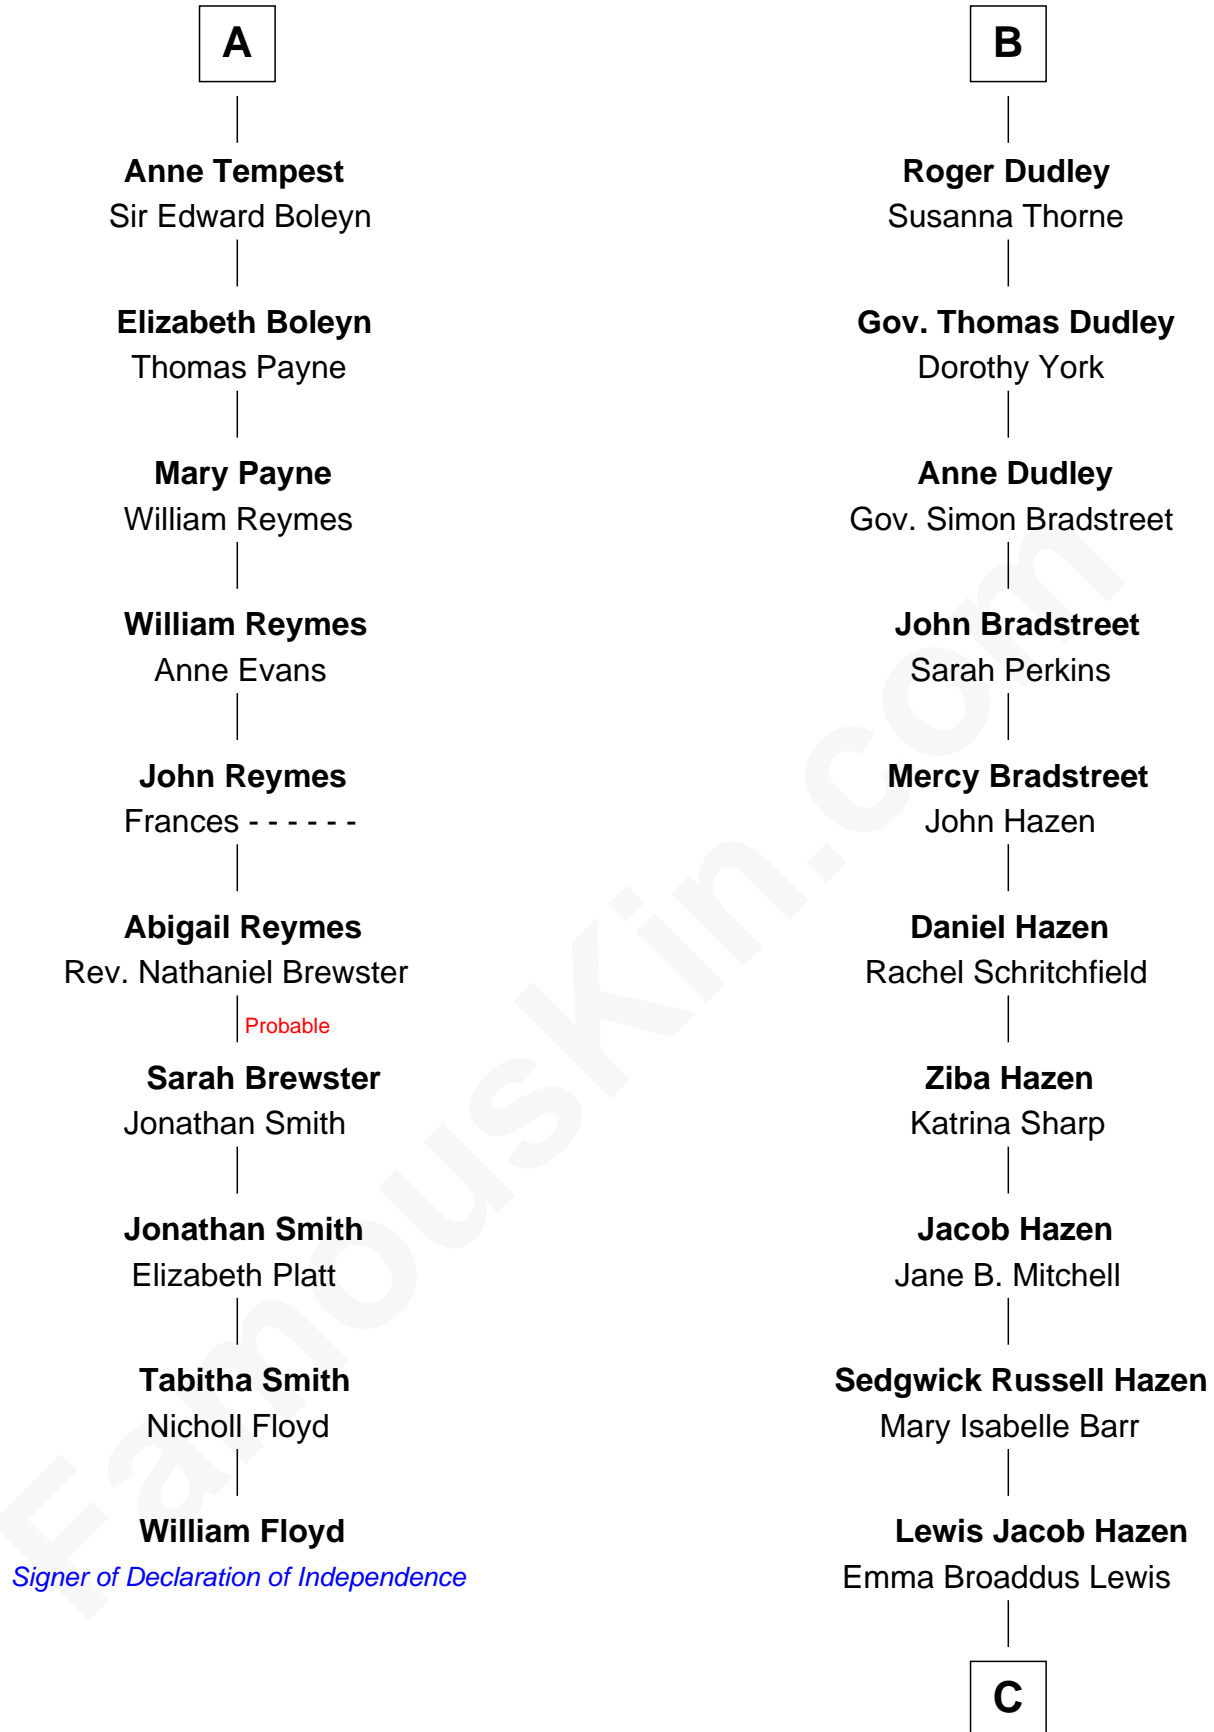 A
Anne Tempest
Sir Edward Boleyn
Elizabeth Boleyn
Thomas Payne
Mary Payne
William Reymes
William Reymes
Anne Evans
John Reymes
Frances - - - - - -
Abigail Reymes
Rev. Nathaniel Brewster
Probable
Sarah Brewster
Jonathan Smith
Jonathan Smith
Elizabeth Platt
Tabitha Smith
Nicholl Floyd
William Floyd
Signer of Declaration of Independence
B
Roger Dudley
Susanna Thorne
Gov. Thomas Dudley
Dorothy York
Anne Dudley
Gov. Simon Bradstreet
John Bradstreet
Sarah Perkins
Mercy Bradstreet
John Hazen
Daniel Hazen
Rachel Schritchfield
Ziba Hazen
Katrina Sharp
Jacob Hazen
Jane B. Mitchell
Sedgwick Russell Hazen
Mary Isabelle Barr
Lewis Jacob Hazen
Emma Broaddus Lewis
C
FamousKin.com